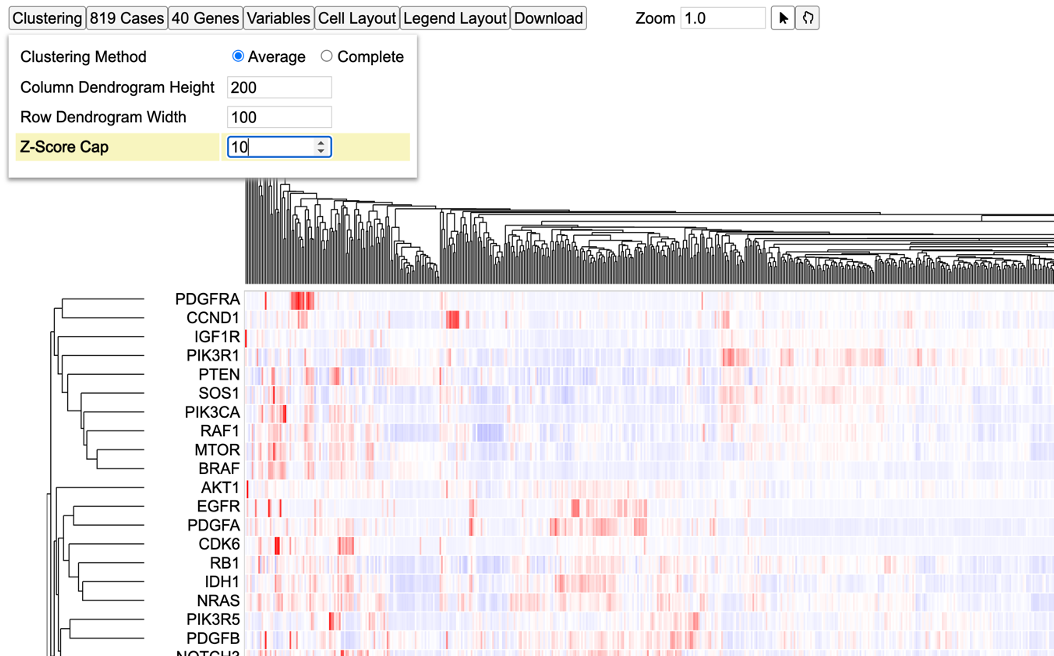 Clustering 819 Cases 40 Genes Variables Cell Layout Legend Layout Download Zoom 1.0
Clustering Method Average Complete
Column Dendrogram Height 200
Row Dendrogram Width 100
Z-Score Cap 10
PDGFRA
CCND1
IGF1R
PIK3R1
PTEN
SOS1
PIK3CA
RAF1
MTOR
BRAF
AKT1
EGFR
PDGFA
CDK6
RB1
IDH1
NRAS
PIK3R5
PDGFB